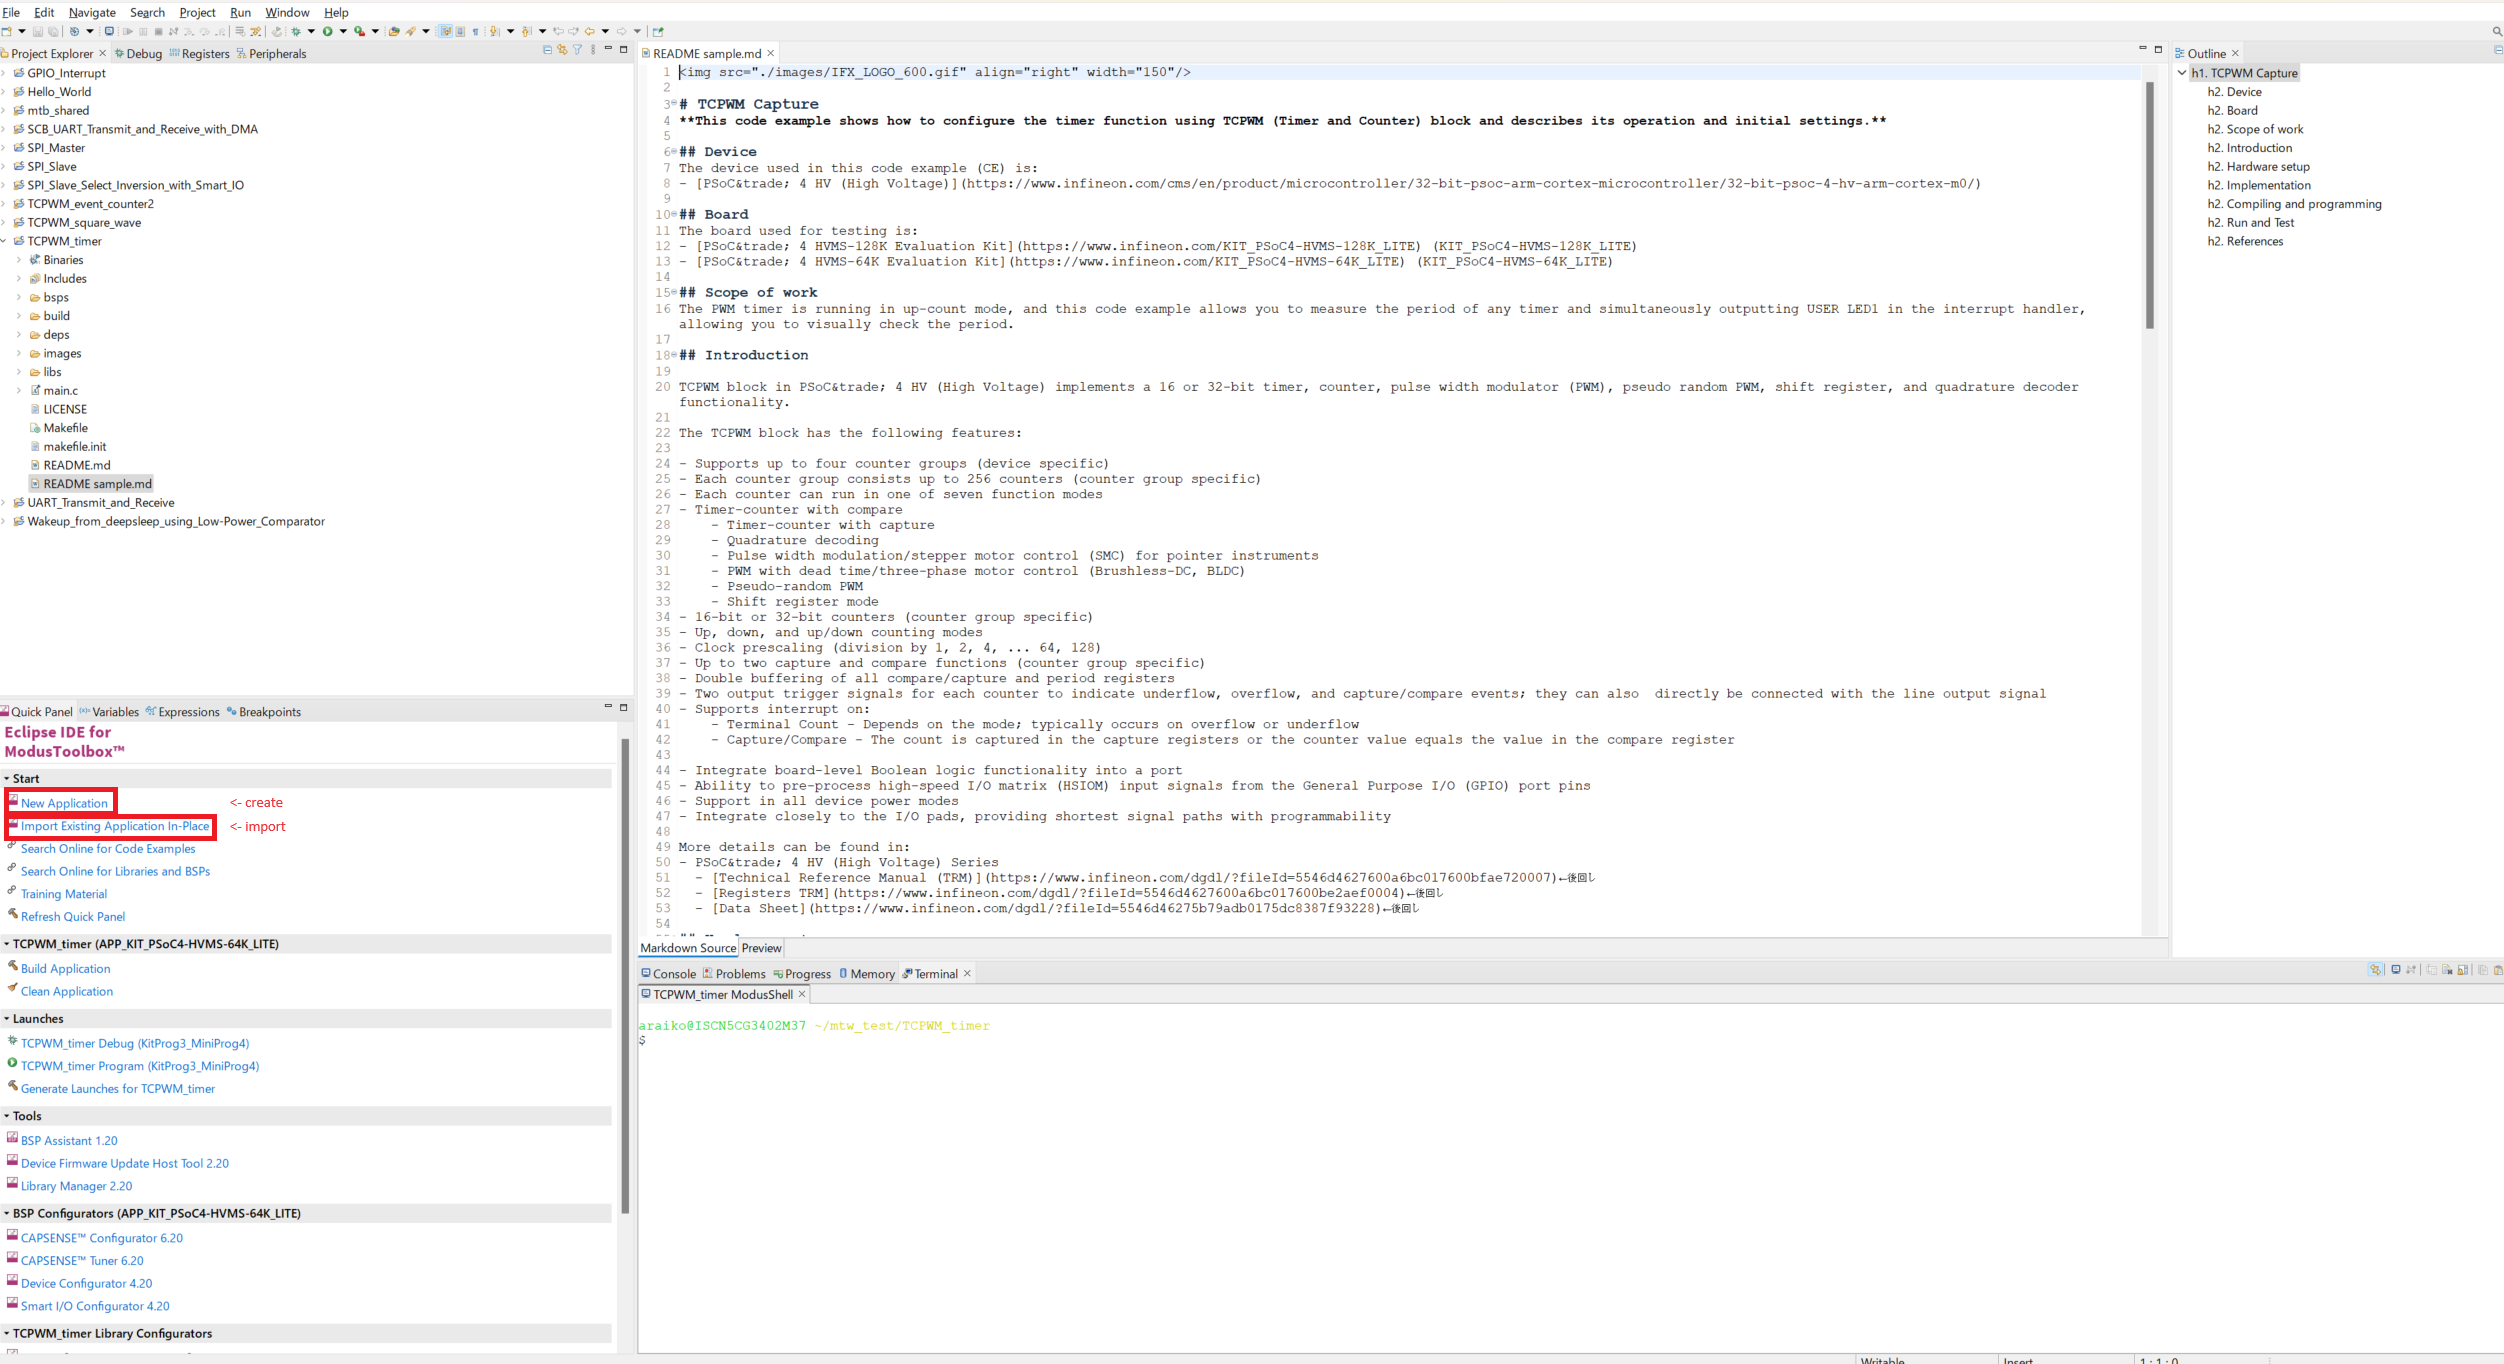 File Edit Navigate Search Project Run Window Help
Project Explorer Debug Registers Peripherals
GPIO_Interrupt
Hello_World
mtb_shared
SCB_UART_Transmit_and_Receive_with_DMA
SPI_Master
SPI_Slave
SPI_Slave_Select_Inversion_with_Smart_IO
TCPWM_event_counter2
TCPWM_square_wave
TCPWM_timer
Binaries
Includes
bsps
build
deps
images
libs
main.c
LICENSE
Makefile
makefile.init
README.md
README sample.md
UART_Transmit_and_Receive
Wakeup_from_deepsleep_using_Low-Power_Comparator
Quick Panel Variables Expressions Breakpoints
Eclipse IDE for
ModusToolbox™
Start
New Application <- create
Import Existing Application In-Place <- import
Search Online for Code Examples
Search Online for Libraries and BSPs
Training Material
Refresh Quick Panel
TCPWM_timer (APP_KIT_PSoC4-HVMS-64K_LITE)
Build Application
Clean Application
Launches
TCPWM_timer Debug (KitProg3_MiniProg4)
TCPWM_timer Program (KitProg3_MiniProg4)
Generate Launches for TCPWM_timer
Tools
BSP Assistant 1.20
Device Firmware Update Host Tool 2.20
Library Manager 2.20
BSP Configurators (APP_KIT_PSoC4-HVMS-64K_LITE)
CAPSENSE™ Configurator 6.20
CAPSENSE™ Tuner 6.20
Device Configurator 4.20
Smart I/O Configurator 4.20
TCPWM_timer Library Configurators
README sample.md
1 <img src="./images/IFX_LOGO_600.gif" align="right" width="150"/>
2
3 # TCPWM Capture
4 **This code example shows how to configure the timer function using TCPWM (Timer and Counter) block and describes its operation and initial settings.**
5
6 ## Device
7 The device used in this code example (CE) is:
8 - [PSoC&trade; 4 HV (High Voltage)](https://www.infineon.com/cms/en/product/microcontroller/32-bit-psoc-arm-cortex-microcontroller/32-bit-psoc-4-hv-arm-cortex-m0/)
9
10 ## Board
11 The board used for testing is:
12 - [PSoC&trade; 4 HVMS-128K Evaluation Kit](https://www.infineon.com/KIT_PSoC4-HVMS-128K_LITE) (KIT_PSoC4-HVMS-128K_LITE)
13 - [PSoC&trade; 4 HVMS-64K Evaluation Kit](https://www.infineon.com/KIT_PSoC4-HVMS-64K_LITE) (KIT_PSoC4-HVMS-64K_LITE)
14
15 ## Scope of work
16 The PWM timer is running in up-count mode, and this code example allows you to measure the period of any timer and simultaneously outputting USER LED1 in the interrupt handler,
allowing you to visually check the period.
17
18 ## Introduction
19
20 TCPWM block in PSoC&trade; 4 HV (High Voltage) implements a 16 or 32-bit timer, counter, pulse width modulator (PWM), pseudo random PWM, shift register, and quadrature decoder
functionality.
21
22 The TCPWM block has the following features:
23
24 - Supports up to four counter groups (device specific)
25 - Each counter group consists up to 256 counters (counter group specific)
26 - Each counter can run in one of seven function modes
27 - Timer-counter with compare
28 - Timer-counter with capture
29 - Quadrature decoding
30 - Pulse width modulation/stepper motor control (SMC) for pointer instruments
31 - PWM with dead time/three-phase motor control (Brushless-DC, BLDC)
32 - Pseudo-random PWM
33 - Shift register mode
34 - 16-bit or 32-bit counters (counter group specific)
35 - Up, down, and up/down counting modes
36 - Clock prescaling (division by 1, 2, 4, ... 64, 128)
37 - Up to two capture and compare functions (counter group specific)
38 - Double buffering of all compare/capture and period registers
39 - Two output trigger signals for each counter to indicate underflow, overflow, and capture/compare events; they can also directly be connected with the line output signal
40 - Supports interrupt on:
41 - Terminal Count - Depends on the mode; typically occurs on overflow or underflow
42 - Capture/Compare - The count is captured in the capture registers or the counter value equals the value in the compare register
43
44 - Integrate board-level Boolean logic functionality into a port
45 - Ability to pre-process high-speed I/O matrix (HSIOM) input signals from the General Purpose I/O (GPIO) port pins
46 - Support in all device power modes
47 - Integrate closely to the I/O pads, providing shortest signal paths with programmability
48
49 More details can be found in:
50 - PSoC&trade; 4 HV (High Voltage) Series
51 - [Technical Reference Manual (TRM)](https://www.infineon.com/dgdl/?fileId=5546d4627600a6bc017600bfae720007)←後回し
52 - [Registers TRM](https://www.infineon.com/dgdl/?fileId=5546d4627600a6bc017600be2aef0004)←後回し
53 - [Data Sheet](https://www.infineon.com/dgdl/?fileId=5546d46275b79adb0175dc8387f93228)←後回し
54
Markdown Source Preview
Console Problems Progress Memory Terminal
TCPWM_timer ModusShell
araiko@ISCN5CG3402M37 ~/mtw_test/TCPWM_timer
$
Outline
h1. TCPWM Capture
h2. Device
h2. Board
h2. Scope of work
h2. Introduction
h2. Hardware setup
h2. Implementation
h2. Compiling and programming
h2. Run and Test
h2. References
Writable Insert 1 : 1 : 0